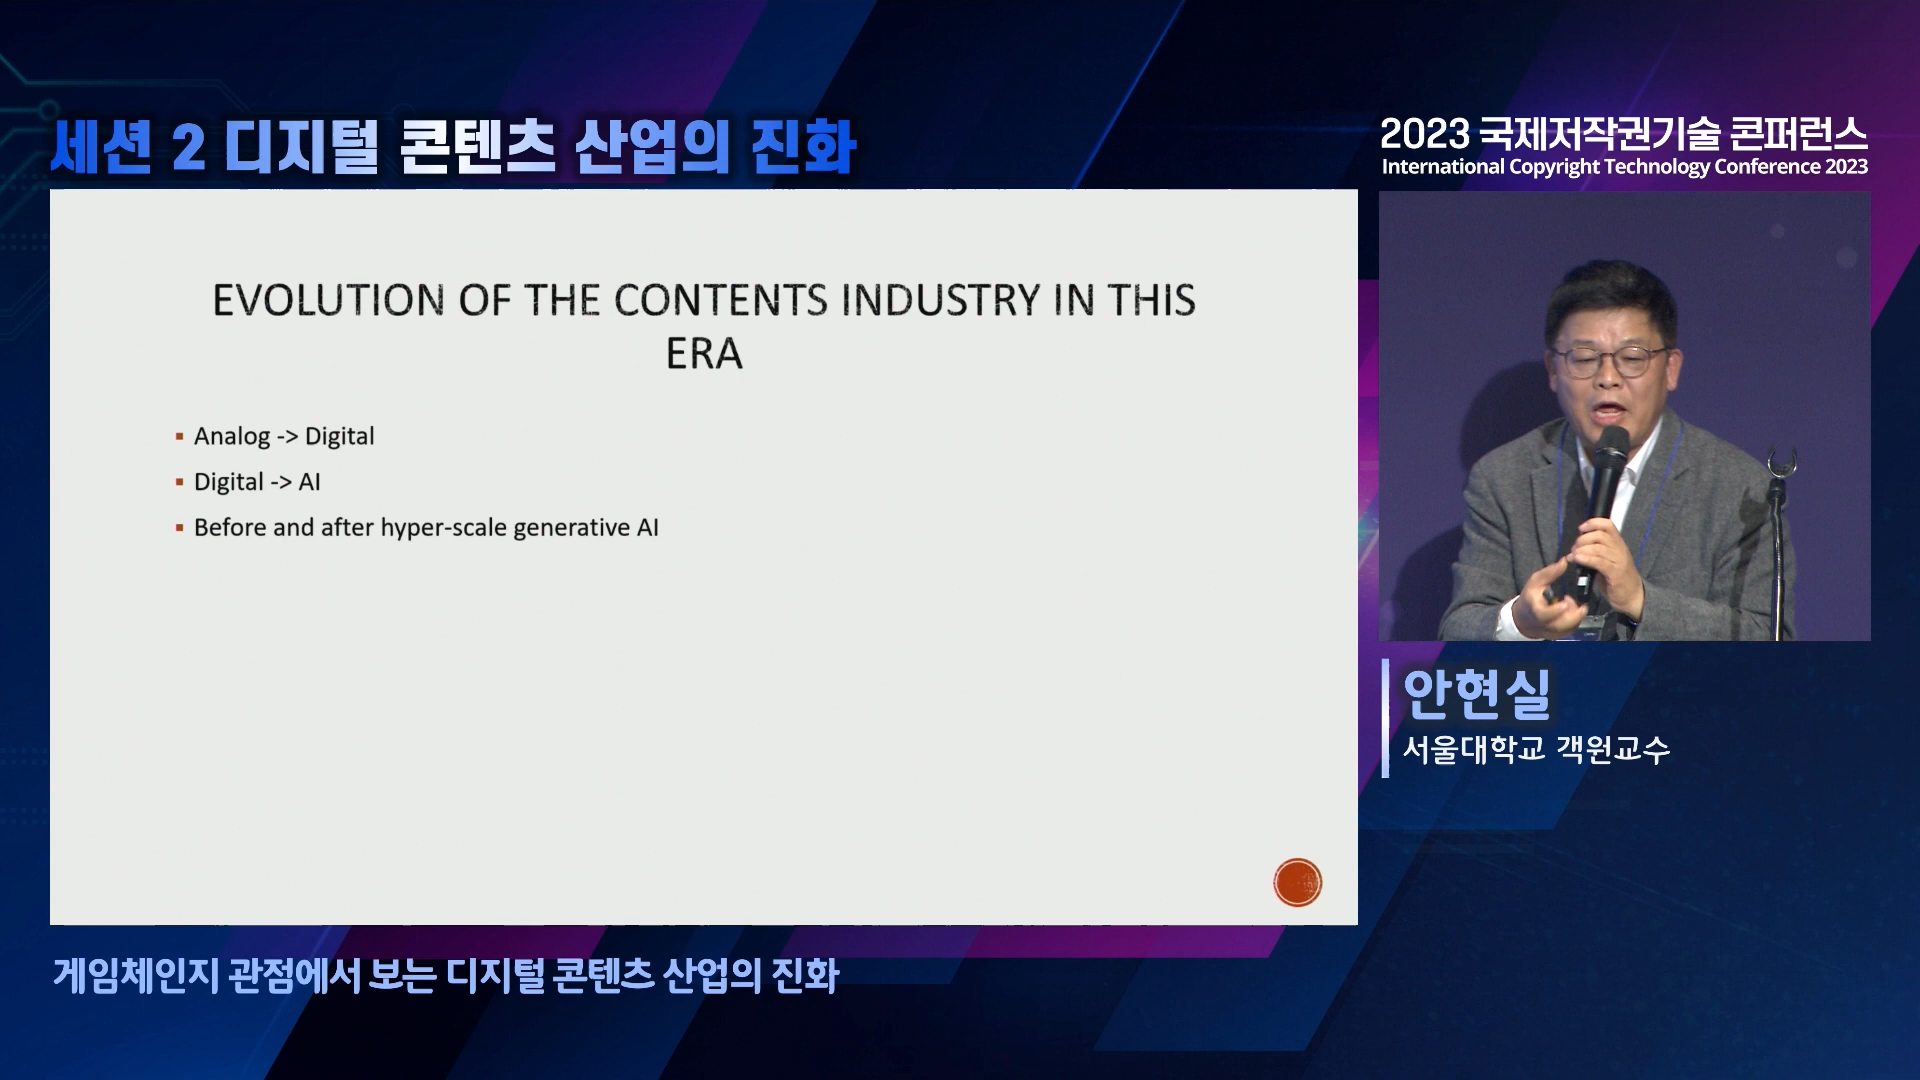 세션 2 디지털 콘텐츠 산업의 진화
2023 국제저작권기술 콘퍼런스
International Copyright Technology Conference 2023
EVOLUTION OF THE CONTENTS INDUSTRY IN THIS
ERA
▪ Analog -> Digital
▪ Digital -> AI
▪ Before and after hyper-scale generative AI
안현실
서울대학교 객원교수
게임체인지 관점에서 보는 디지털 콘텐츠 산업의 진화